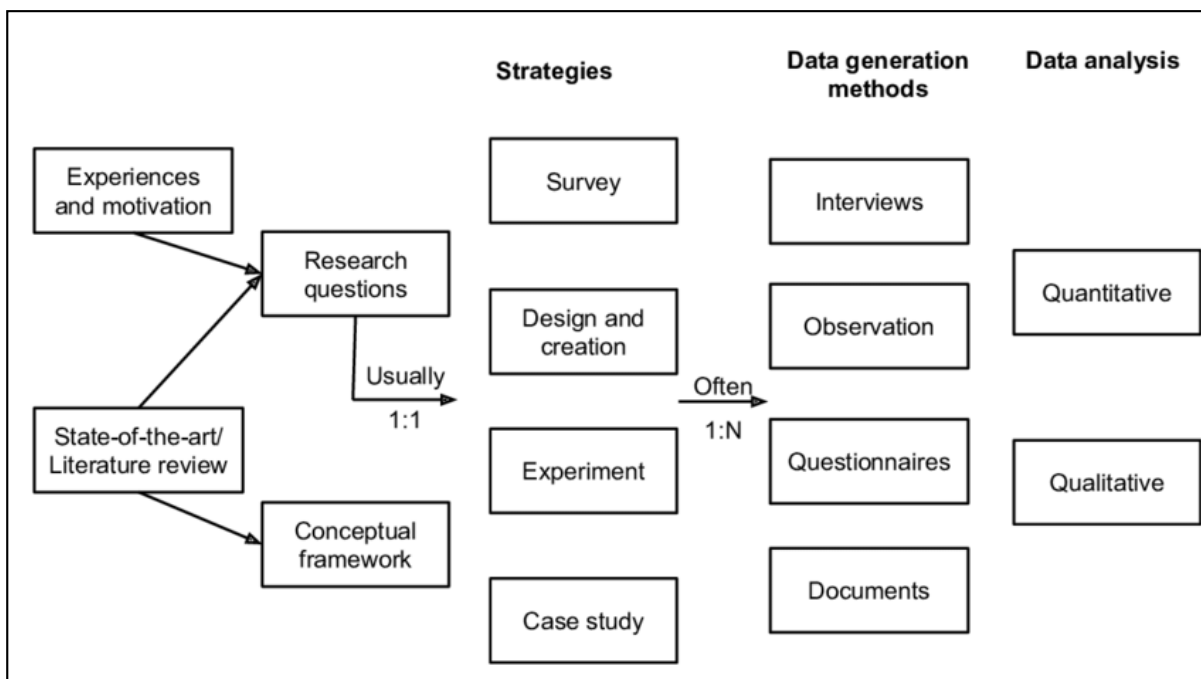 Strategies
Data generation
methods
Data analysis
Experiences
and motivation
State-of-the-art/
Literature review
Research
questions
Conceptual
framework
Usually
1:1
Survey
Design and
creation
Experiment
Case study
Often
1:N
Interviews
Observation
Questionnaires
Documents
Quantitative
Qualitative